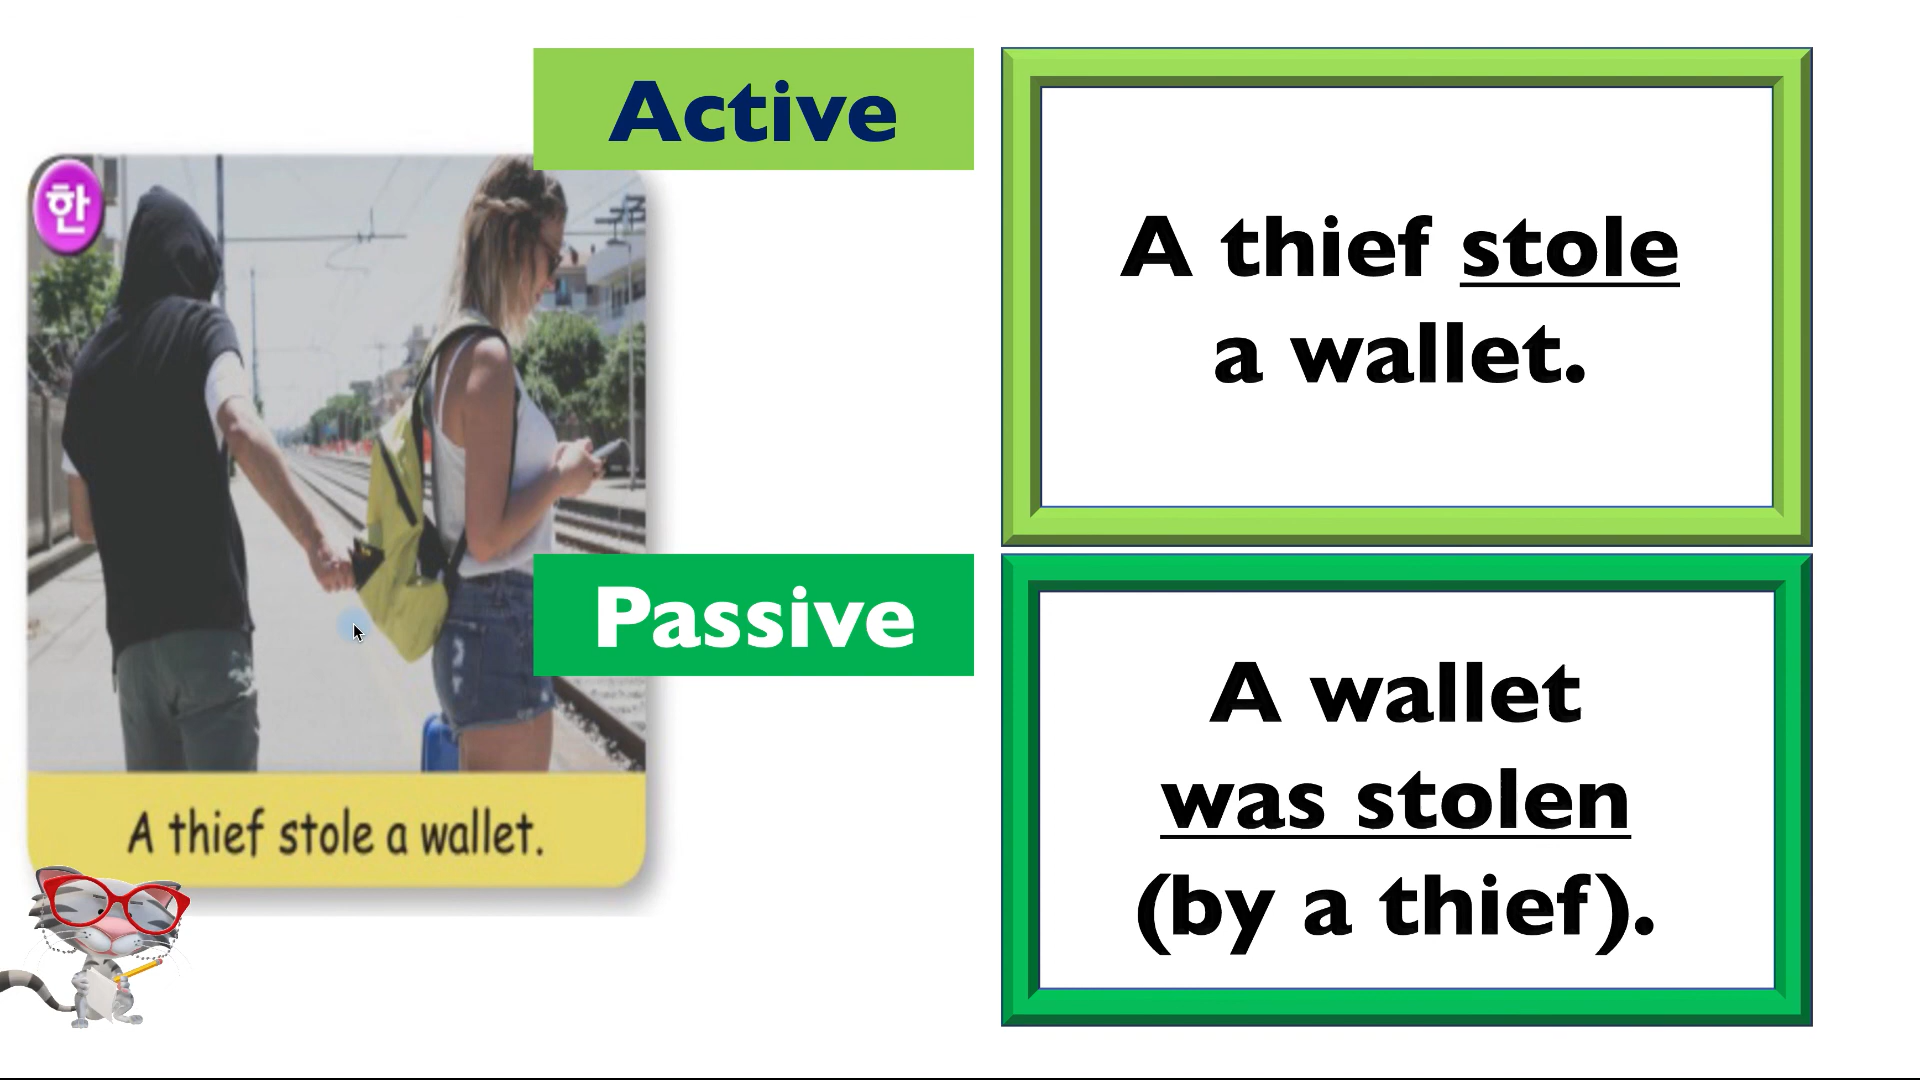 Active
A thief stole
a wallet.
한
A thief stole a wallet.
Passive
A wallet
was stolen
(by a thief).